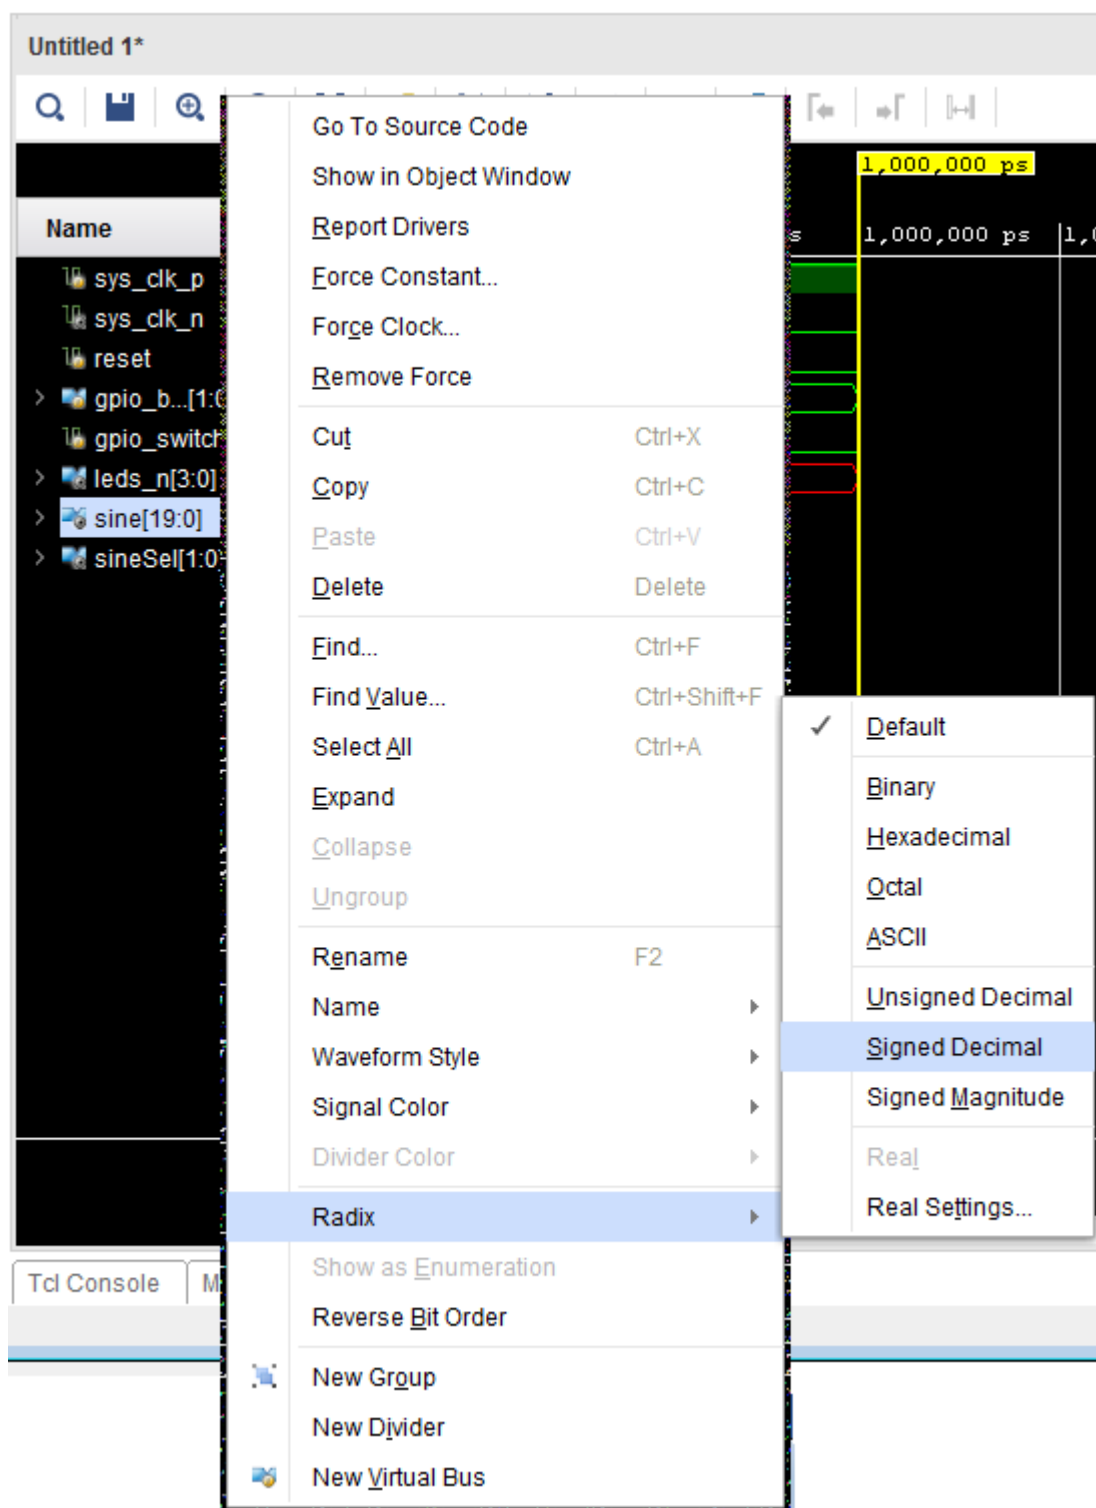 Untitled 1*
1,000,000 ps
Name
s
1,000,000 ps
sys_clk_p
sys_clk_n
reset
gpio_b...[1:0
gpio_switch
leds_n[3:0]
sine[19:0]
sineSel[1:0
Go To Source Code
Show in Object Window
Report Drivers
Force Constant...
Force Clock...
Remove Force
Cut Ctrl+X
Copy Ctrl+C
Paste Ctrl+V
Delete Delete
Find... Ctrl+F
Find Value... Ctrl+Shift+F
Select All Ctrl+A
Expand
Collapse
Ungroup
Rename F2
Name
Waveform Style
Signal Color
Divider Color
Radix
Show as Enumeration
Reverse Bit Order
New Group
New Divider
New Virtual Bus
Default
Binary
Hexadecimal
Octal
ASCII
Unsigned Decimal
Signed Decimal
Signed Magnitude
Real
Real Settings...
Tcl Console
M